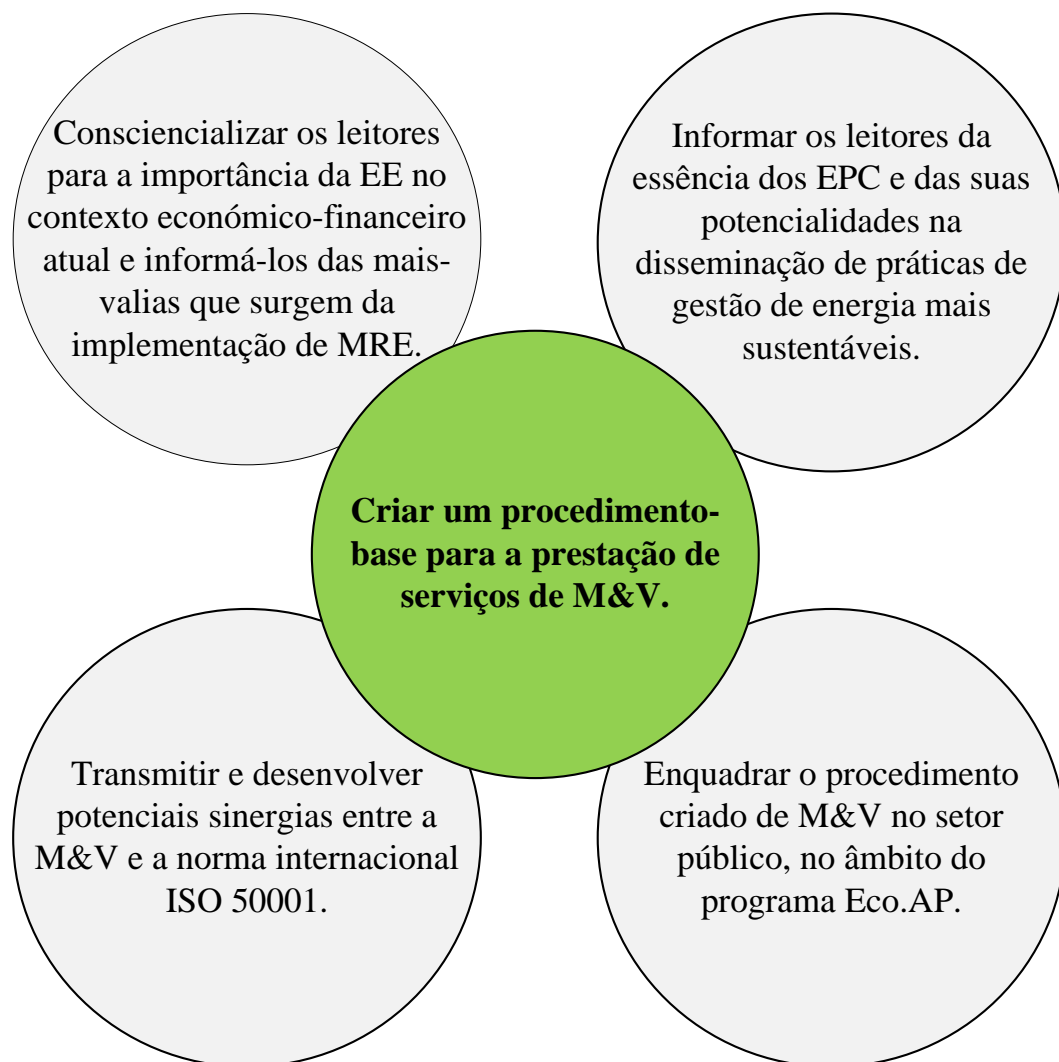 Consciencializar os leitores
para a importância da EE no
contexto económico-financeiro
atual e informá-los das mais-
valias que surgem da
implementação de MRE.
Informar os leitores da
essência dos EPC e das suas
potencialidades na
disseminação de práticas de
gestão de energia mais
sustentáveis.
Criar um procedimento-
base para a prestação de
serviços de M&V.
Transmitir e desenvolver
potenciais sinergias entre a
M&V e a norma internacional
ISO 50001.
Enquadrar o procedimento
criado de M&V no setor
público, no âmbito do
programa Eco.AP.